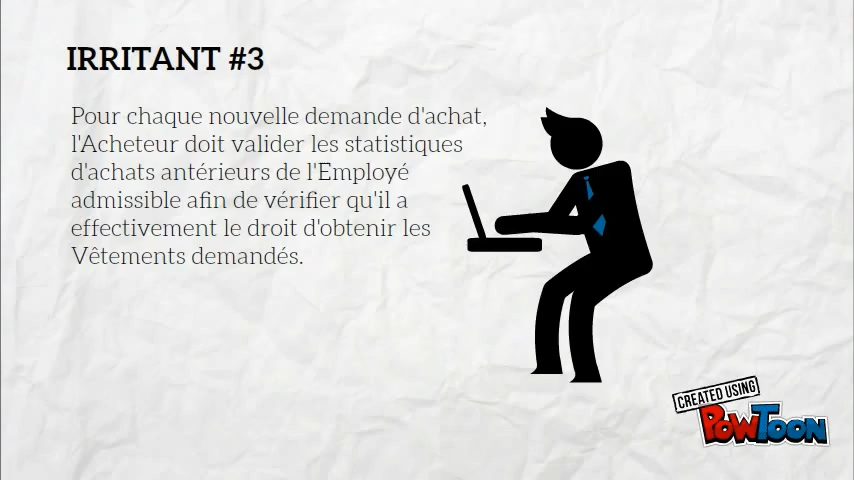 IRRITANT #3
Pour chaque nouvelle demande d'achat,
l'Acheteur doit valider les statistiques
d'achats antérieurs de l'Employé
admissible afin de vérifier qu'il a
effectivement le droit d'obtenir les
Vêtements demandés.
CREATED USING
POWTOON